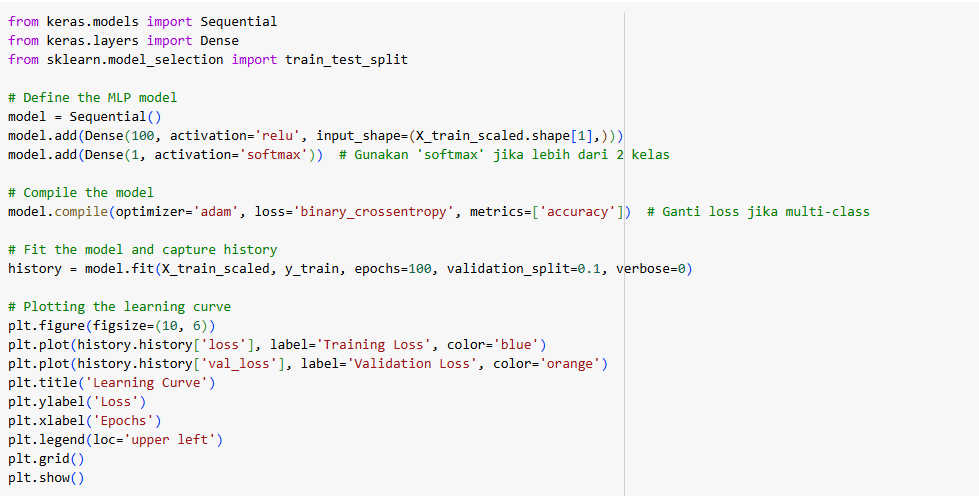 from keras.models import Sequential
from keras.layers import Dense
from sklearn.model_selection import train_test_split
# Define the MLP model
model = Sequential()
model.add(Dense(100, activation='relu', input_shape=(X_train_scaled.shape[1],)))
model.add(Dense(1, activation='softmax'))  # Gunakan 'softmax' jika lebih dari 2 kelas
# Compile the model
model.compile(optimizer='adam', loss='binary_crossentropy', metrics=['accuracy'])  # Ganti loss jika multi-class
# Fit the model and capture history
history = model.fit(X_train_scaled, y_train, epochs=100, validation_split=0.1, verbose=0)
# Plotting the learning curve
plt.figure(figsize=(10, 6))
plt.plot(history.history['loss'], label='Training Loss', color='blue')
plt.plot(history.history['val_loss'], label='Validation Loss', color='orange')
plt.title('Learning Curve')
plt.ylabel('Loss')
plt.xlabel('Epochs')
plt.legend(loc='upper left')
plt.grid()
plt.show()